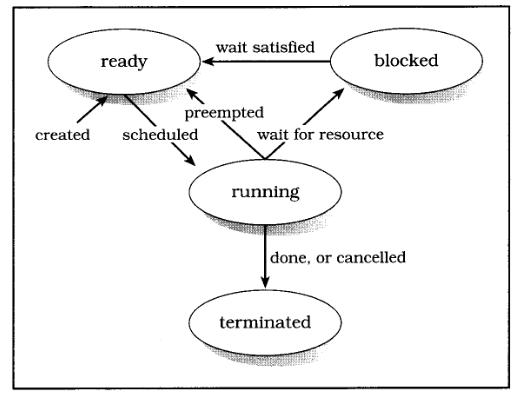 wait satisfied
ready
blocked
preempted
created
scheduled
wait for resource
running
done, or cancelled
terminated